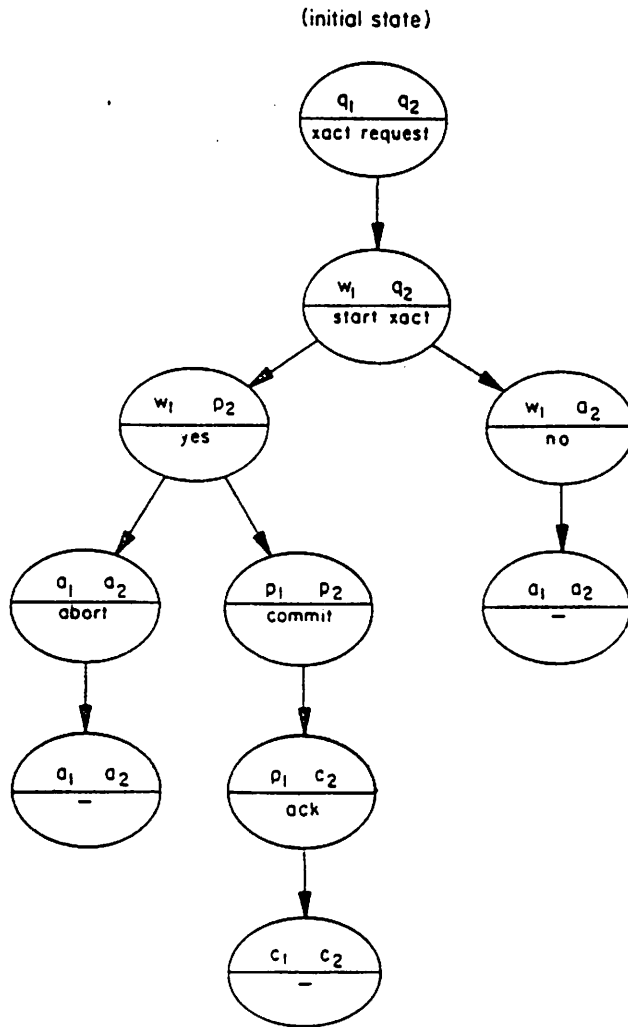 (initial state)
q₁ q₂
xact request
w₁ q₂
start xact
w₁ p₂
yes
w₁ a₂
no
a₁ a₂
abort
p₁ p₂
commit
a₁ a₂
–
a₁ a₂
–
p₁ c₂
ack
c₁ c₂
–